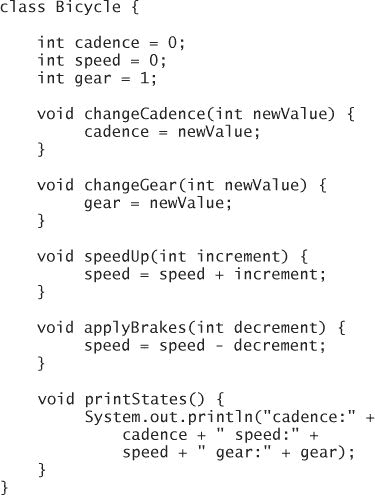 class Bicycle {
int cadence = 0;
int speed = 0;
int gear = 1;
void changeCadence(int newValue) {
cadence = newValue;
}
void changeGear(int newValue) {
gear = newValue;
}
void speedUp(int increment) {
speed = speed + increment;
}
void applyBrakes(int decrement) {
speed = speed - decrement;
}
void printStates() {
System.out.println("cadence:" +
cadence + " speed:" +
speed + " gear:" + gear);
}
}